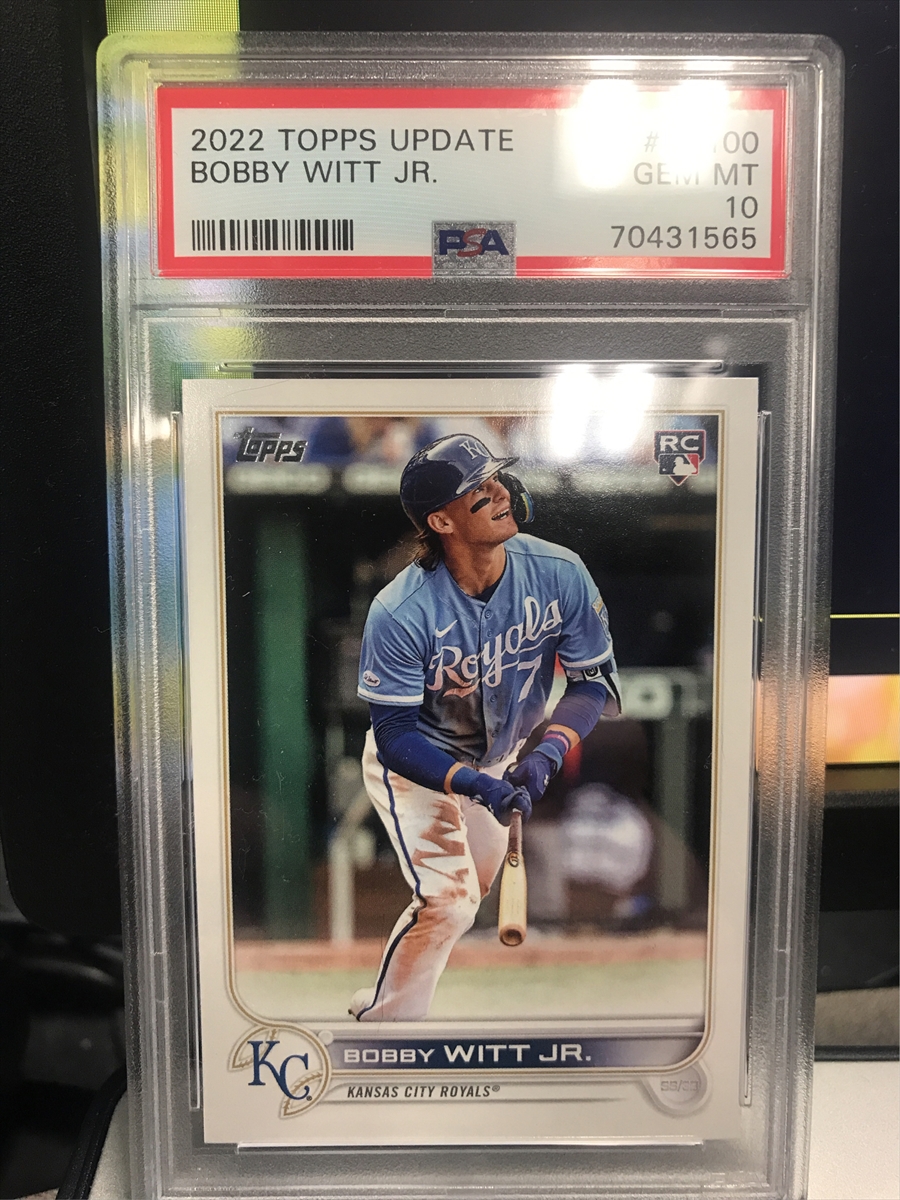 2022 TOPPS UPDATE
BOBBY WITT JR.
GEM MT
10
PSA
70431565
Topps
RC
KC
Royals
7
BOBBY WITT JR.
KC
KANSAS CITY ROYALS®